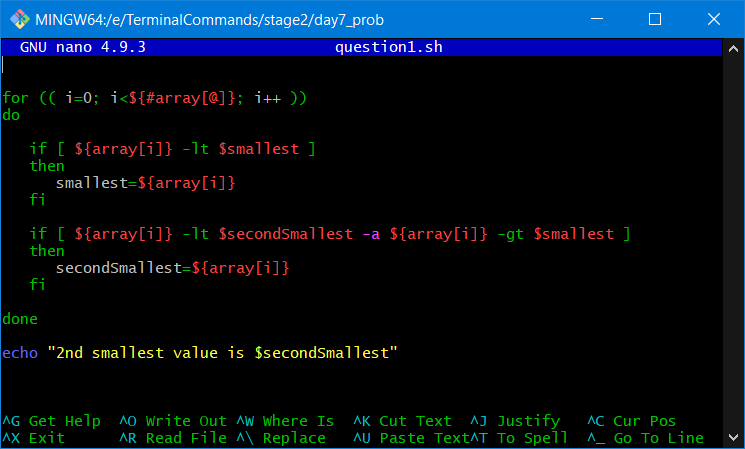 MINGW64:/e/TerminalCommands/stage2/day7_prob
GNU nano 4.9.3 question1.sh
for (( i=0; i<${#array[@]}; i++ ))
do
if [ ${array[i]} -lt $smallest ]
then
smallest=${array[i]}
fi
if [ ${array[i]} -lt $secondSmallest -a ${array[i]} -gt $smallest ]
then
secondSmallest=${array[i]}
fi
done
echo "2nd smallest value is $secondSmallest"
^G Get Help ^O Write Out ^W Where Is ^K Cut Text ^J Justify ^C Cur Pos
^X Exit ^R Read File ^\ Replace ^U Paste Text^T To Spell ^_ Go To Line